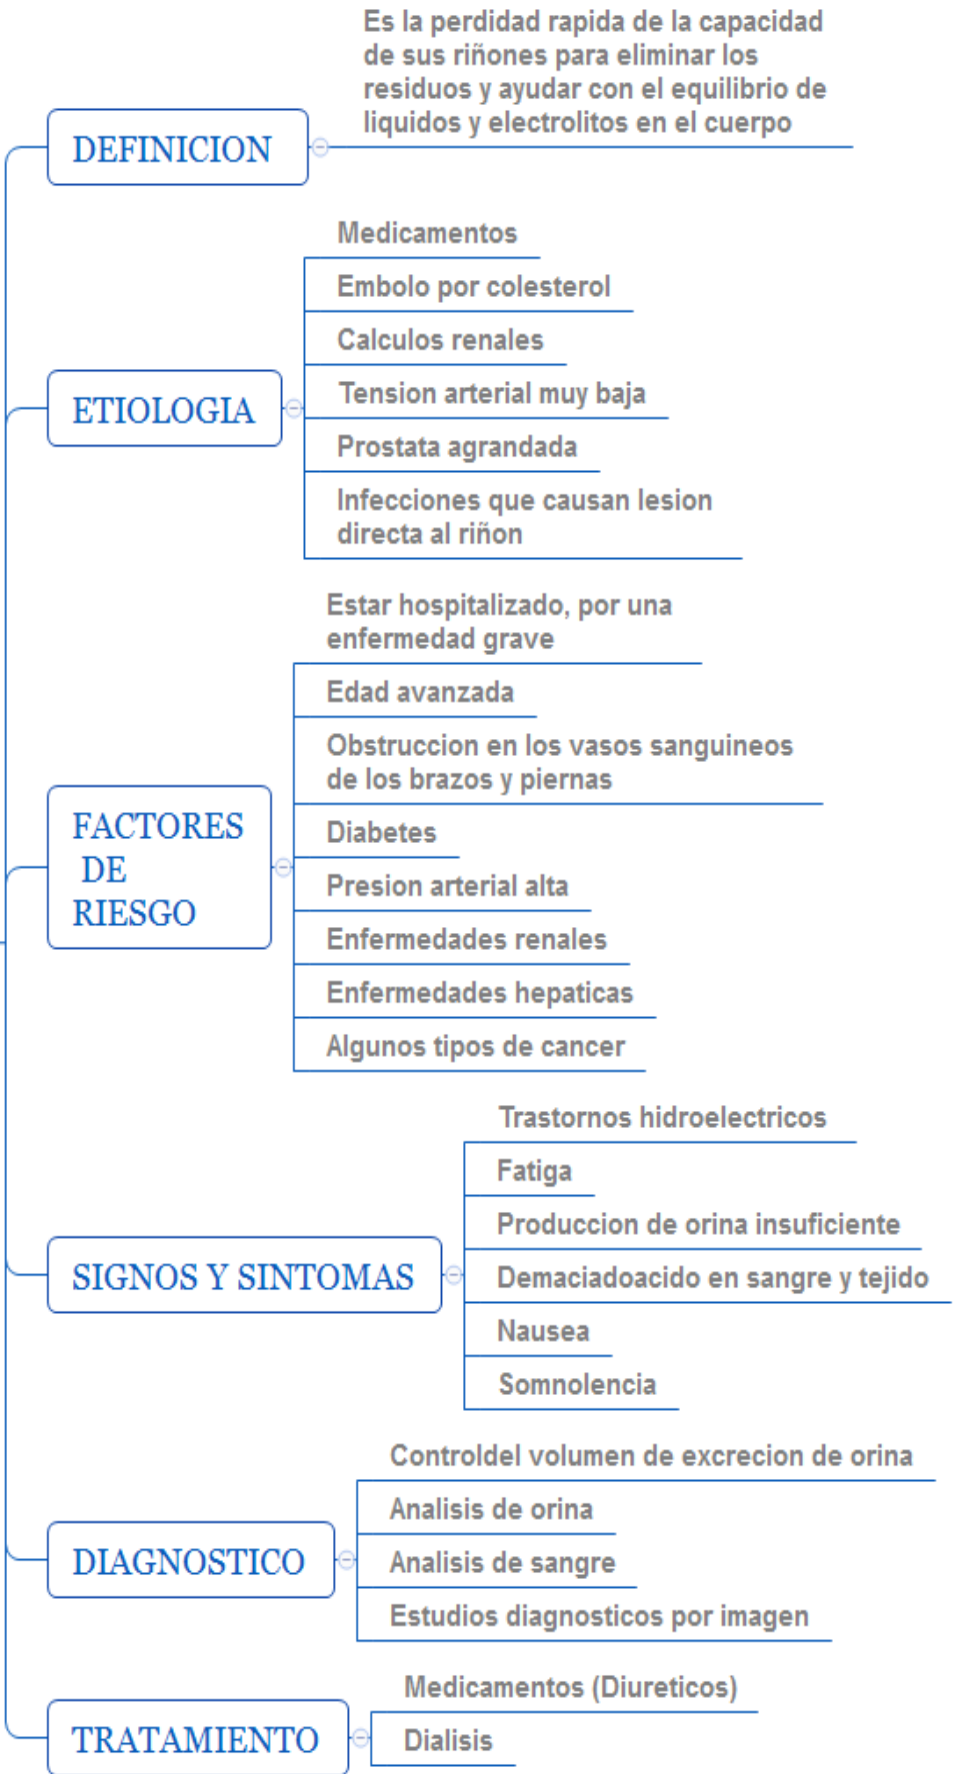 Es la perdidad rapida de la capacidad
de sus riñones para eliminar los
residuos y ayudar con el equilibrio de
liquidos y electrolitos en el cuerpo
DEFINICION
Medicamentos
Embolo por colesterol
Calculos renales
Tension arterial muy baja
Prostata agrandada
Infecciones que causan lesion
directa al riñon
ETIOLOGIA
Estar hospitalizado, por una
enfermedad grave
Edad avanzada
Obstruccion en los vasos sanguineos
de los brazos y piernas
Diabetes
Presion arterial alta
Enfermedades renales
Enfermedades hepaticas
Algunos tipos de cancer
FACTORES
DE
RIESGO
Trastornos hidroelectricos
Fatiga
Produccion de orina insuficiente
Demaciadoacido en sangre y tejido
Nausea
Somnolencia
SIGNOS Y SINTOMAS
Controldel volumen de excrecion de orina
Analisis de orina
Analisis de sangre
Estudios diagnosticos por imagen
DIAGNOSTICO
Medicamentos (Diureticos)
Dialisis
TRATAMIENTO